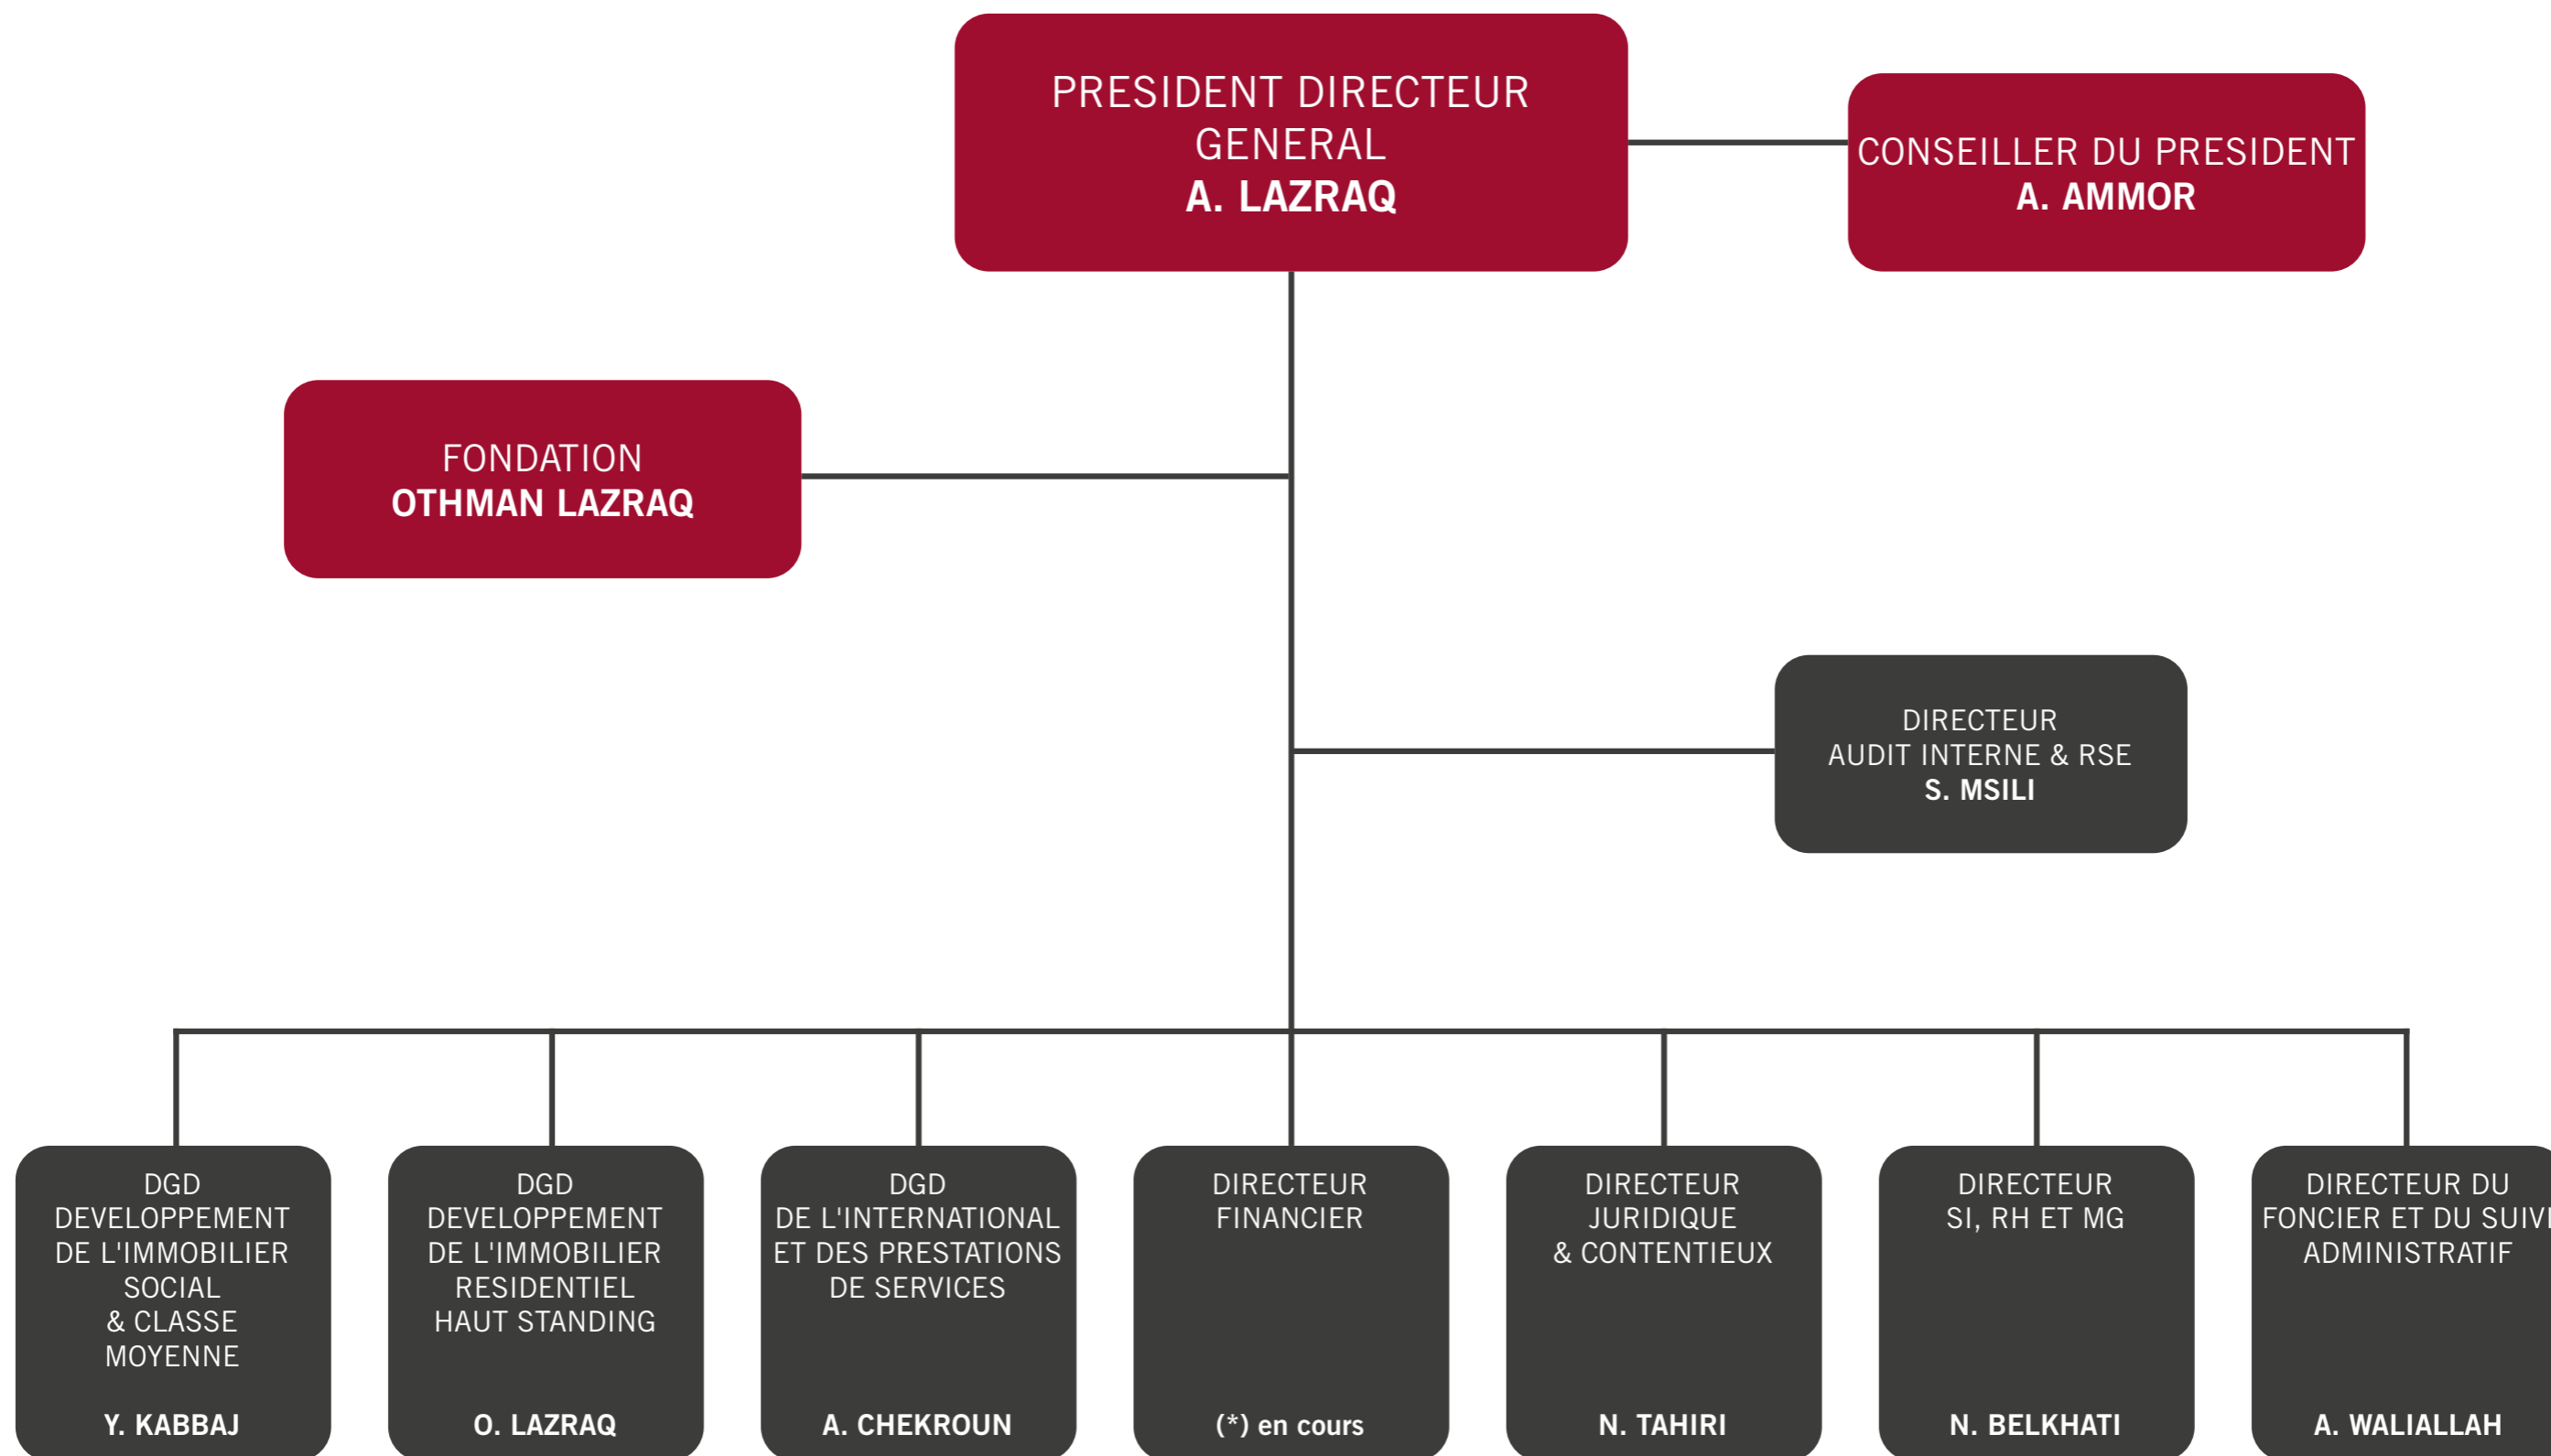 PRESIDENT DIRECTEUR
GENERAL
A. LAZRAQ
CONSEILLER DU PRESIDENT
A. AMMOR
FONDATION
OTHMAN LAZRAQ
DIRECTEUR
AUDIT INTERNE & RSE
S. MSILI
DGD
DEVELOPPEMENT
DE L'IMMOBILIER
SOCIAL
& CLASSE
MOYENNE
Y. KABBAJ
DGD
DEVELOPPEMENT
DE L'IMMOBILIER
RESIDENTIEL
HAUT STANDING
O. LAZRAQ
DGD
DE L'INTERNATIONAL
ET DES PRESTATIONS
DE SERVICES
A. CHEKROUN
DIRECTEUR
FINANCIER
(*) en cours
DIRECTEUR
JURIDIQUE
& CONTENTIEUX
N. TAHIRI
DIRECTEUR
SI, RH ET MG
N. BELKHATI
DIRECTEUR DU
FONCIER ET DU SUIVI
ADMINISTRATIF
A. WALIALLAH